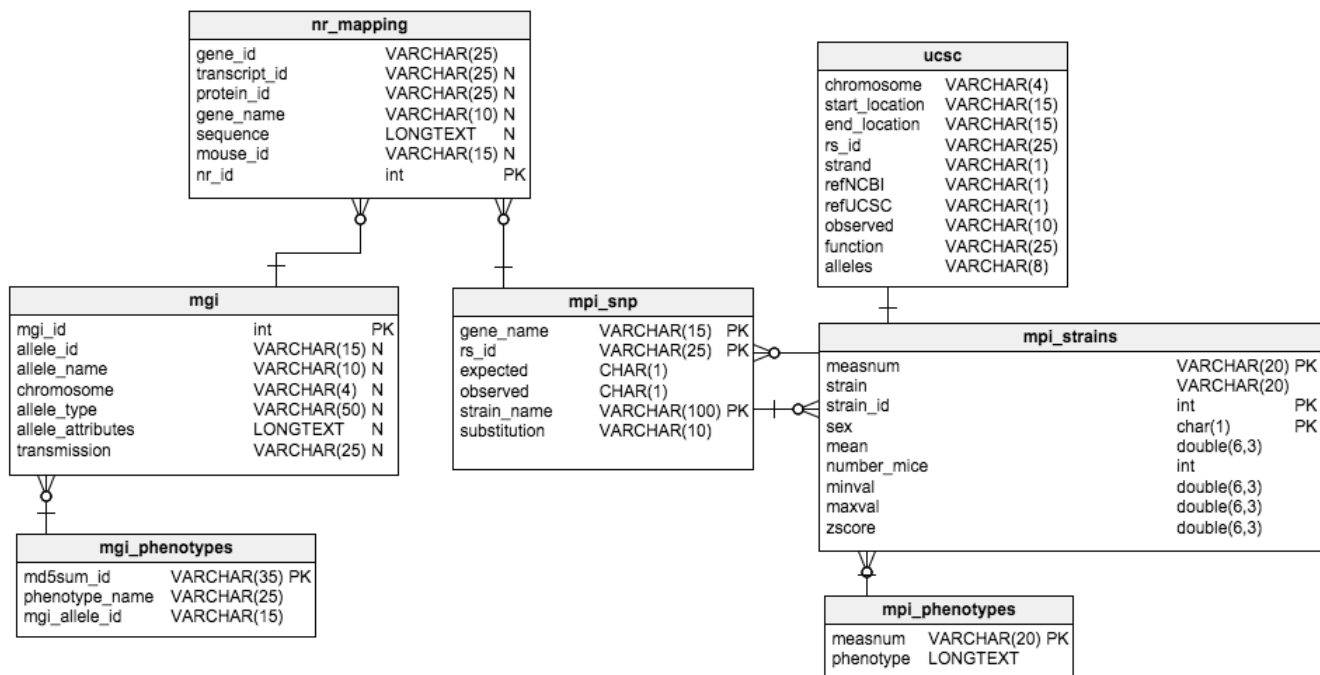 nr_mapping
gene_id VARCHAR(25)
transcript_id VARCHAR(25) N
protein_id VARCHAR(25) N
gene_name VARCHAR(10) N
sequence LONGTEXT N
mouse_id VARCHAR(15) N
nr_id int PK
ucsc
chromosome VARCHAR(4)
start_location VARCHAR(15)
end_location VARCHAR(15)
rs_id VARCHAR(25)
strand VARCHAR(1)
refNCBI VARCHAR(1)
refUCSC VARCHAR(1)
observed VARCHAR(10)
function VARCHAR(25)
alleles VARCHAR(8)
mgi
mgi_id int PK
allele_id VARCHAR(15) N
allele_name VARCHAR(10) N
chromosome VARCHAR(4) N
allele_type VARCHAR(50) N
allele_attributes LONGTEXT N
transmission VARCHAR(25) N
mpi_snp
gene_name VARCHAR(15) PK
rs_id VARCHAR(25) PK
expected CHAR(1)
observed CHAR(1)
strain_name VARCHAR(100) PK
substitution VARCHAR(10)
mpi_strains
measnum VARCHAR(20) PK
strain VARCHAR(20)
strain_id int PK
sex char(1) PK
mean double(6,3)
number_mice int
minval double(6,3)
maxval double(6,3)
zscore double(6,3)
mgi_phenotypes
md5sum_id VARCHAR(35) PK
phenotype_name VARCHAR(25)
mgi_allele_id VARCHAR(15)
mpi_phenotypes
measnum VARCHAR(20) PK
phenotype LONGTEXT